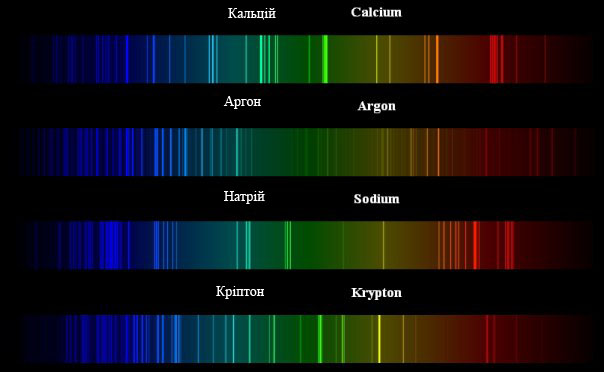 Кальцій Calcium
Аргон Argon
Натрій Sodium
Кріптон Krypton